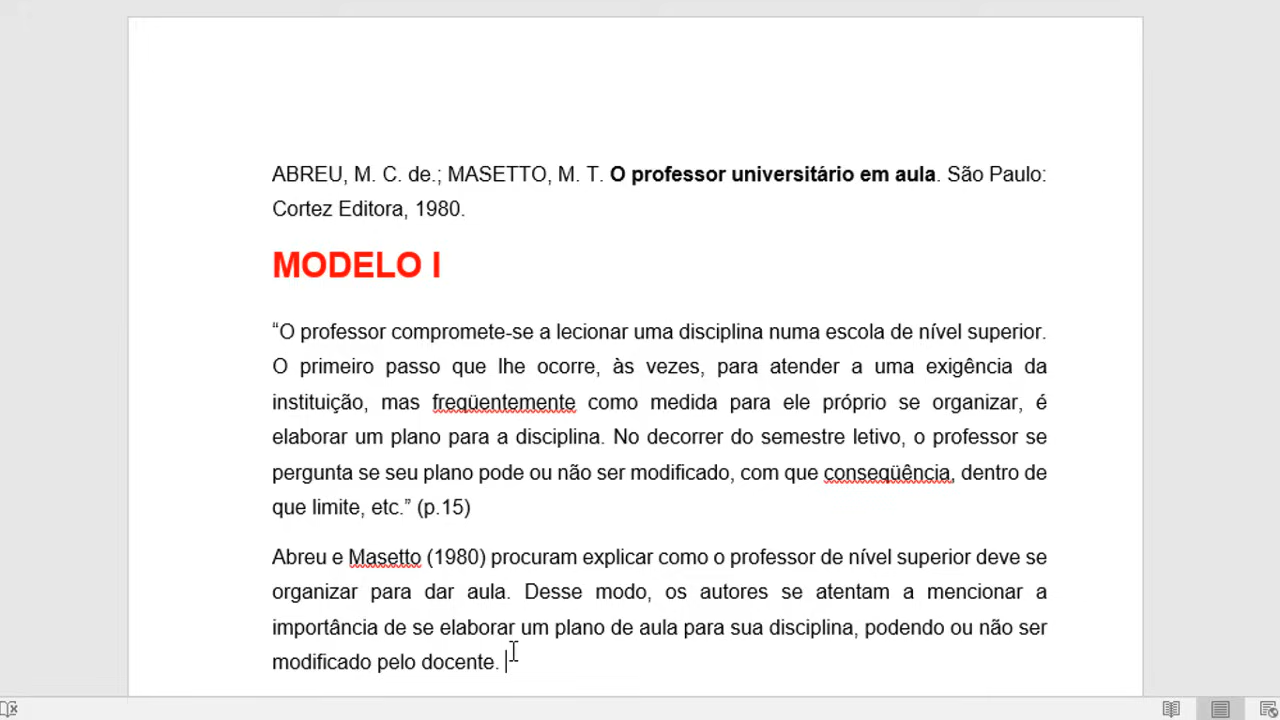 ABREU, M. C. de.; MASETTO, M. T. O professor universitário em aula. São Paulo:
Cortez Editora, 1980.
MODELO I
“O professor compromete-se a lecionar uma disciplina numa escola de nível superior.
O primeiro passo que lhe ocorre, às vezes, para atender a uma exigência da
instituição, mas freqüentemente como medida para ele próprio se organizar, é
elaborar um plano para a disciplina. No decorrer do semestre letivo, o professor se
pergunta se seu plano pode ou não ser modificado, com que conseqüência, dentro de
que limite, etc.” (p.15)
Abreu e Masetto (1980) procuram explicar como o professor de nível superior deve se
organizar para dar aula. Desse modo, os autores se atentam a mencionar a
importância de se elaborar um plano de aula para sua disciplina, podendo ou não ser
modificado pelo docente.